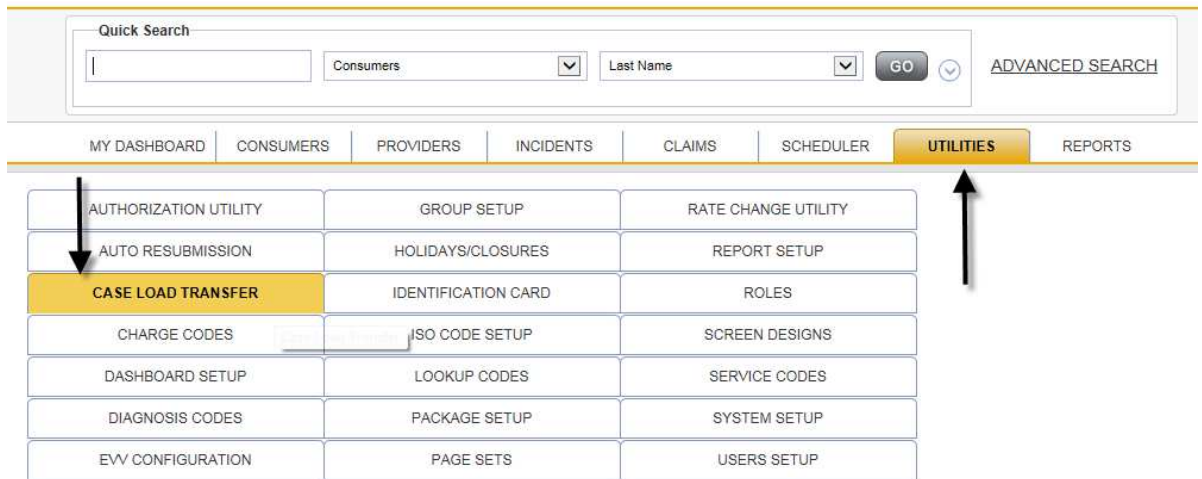 Quick Search
Consumers Last Name GO ADVANCED SEARCH
MY DASHBOARD CONSUMERS PROVIDERS INCIDENTS CLAIMS SCHEDULER UTILITIES REPORTS
AUTHORIZATION UTILITY GROUP SETUP RATE CHANGE UTILITY
AUTO RESUBMISSION HOLIDAYS/CLOSURES REPORT SETUP
CASE LOAD TRANSFER IDENTIFICATION CARD ROLES
CHARGE CODES ISO CODE SETUP SCREEN DESIGNS
DASHBOARD SETUP LOOKUP CODES SERVICE CODES
DIAGNOSIS CODES PACKAGE SETUP SYSTEM SETUP
EVV CONFIGURATION PAGE SETS USERS SETUP